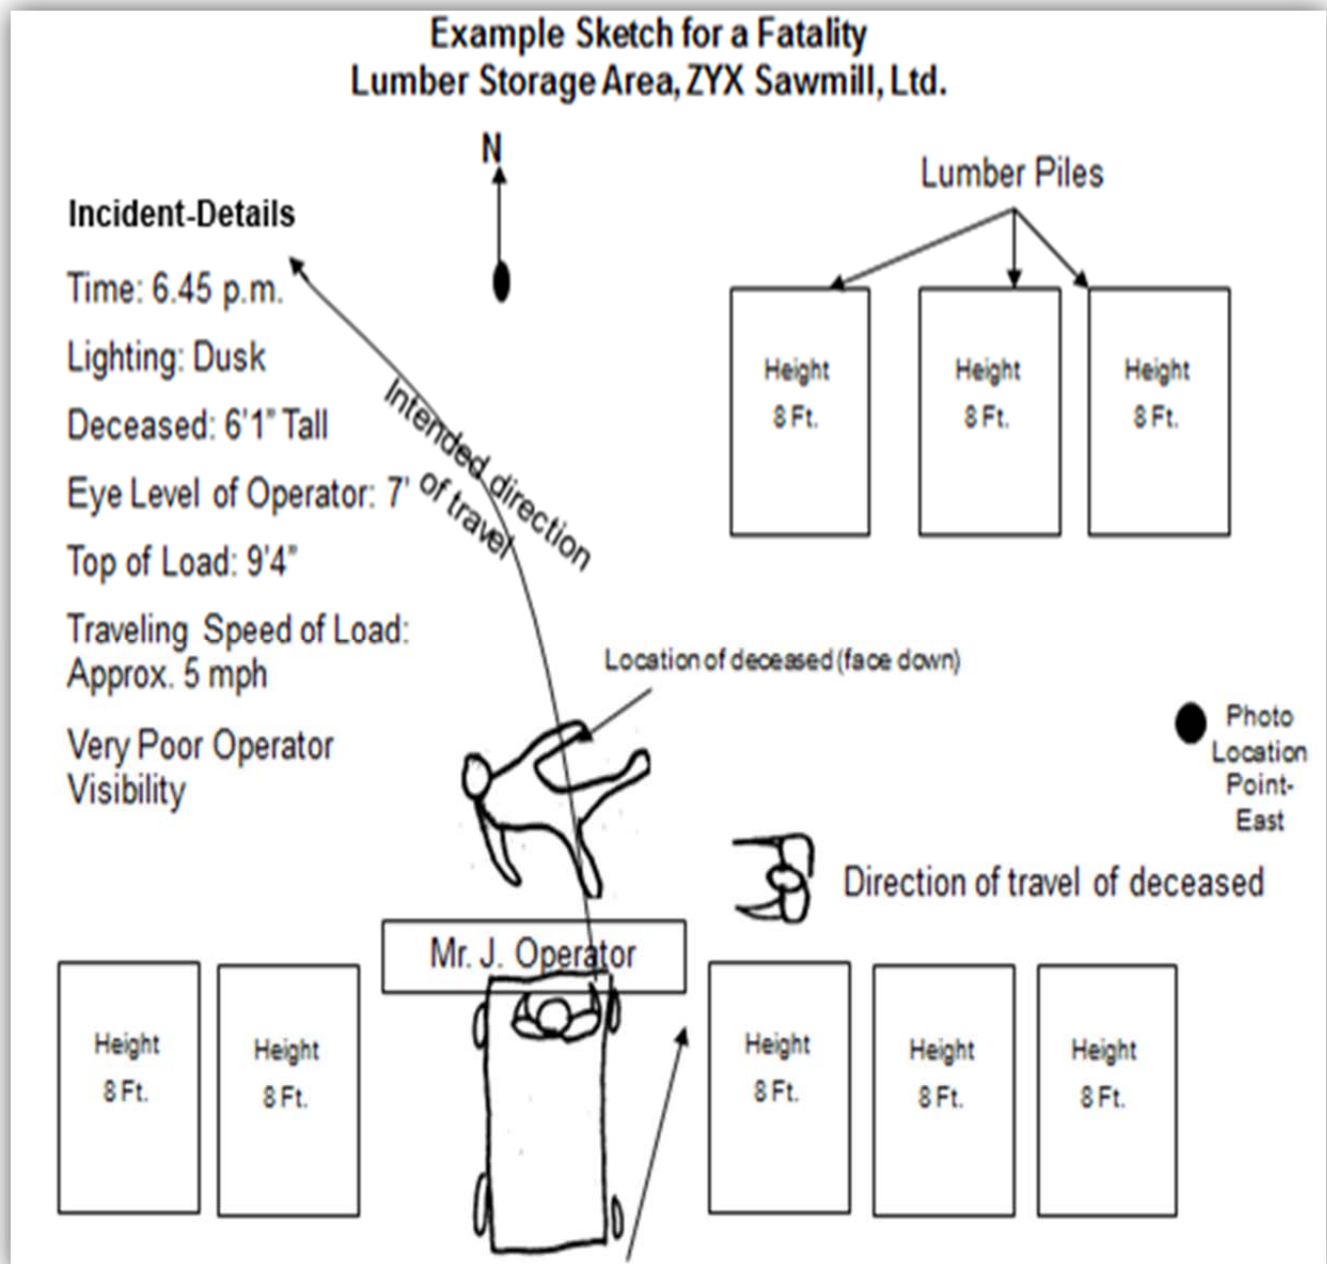 Example Sketch for a Fatality
Lumber Storage Area, ZYX Sawmill, Ltd.
N
Lumber Piles
Incident-Details
Time: 6.45 p.m.
Lighting: Dusk
Deceased: 6'1" Tall
Eye Level of Operator: 7'
Top of Load: 9'4"
Traveling Speed of Load:
Approx. 5 mph
Very Poor Operator
Visibility
Intended direction
of travel
Height
8 Ft.
Height
8 Ft.
Height
8 Ft.
Location of deceased (face down)
Photo
Location
Point-
East
Direction of travel of deceased
Mr. J. Operator
Height
8 Ft.
Height
8 Ft.
Height
8 Ft.
Height
8 Ft.
Height
8 Ft.